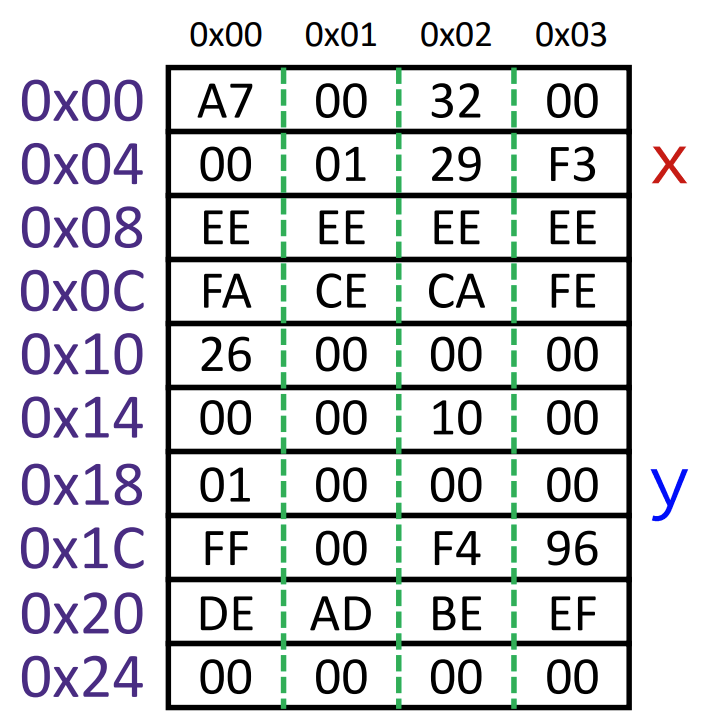 0x00 0x01 0x02 0x03
0x00 A7 00 32 00
0x04 00 01 29 F3 x
0x08 EE EE EE EE
0x0C FA CE CA FE
0x10 26 00 00 00
0x14 00 00 10 00
0x18 01 00 00 00 y
0x1C FF 00 F4 96
0x20 DE AD BE EF
0x24 00 00 00 00